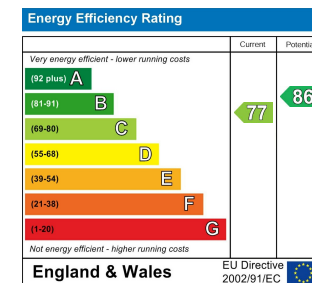 Energy Efficiency Rating
Current Potentia
Very energy efficient - lower running costs
(92 plus) A
(81-91) B
(69-80) C
(55-68) D
(39-54) E
(21-38) F
(1-20) G
77
86
Not energy efficient - higher running costs
England & Wales
EU Directive
2002/91/EC